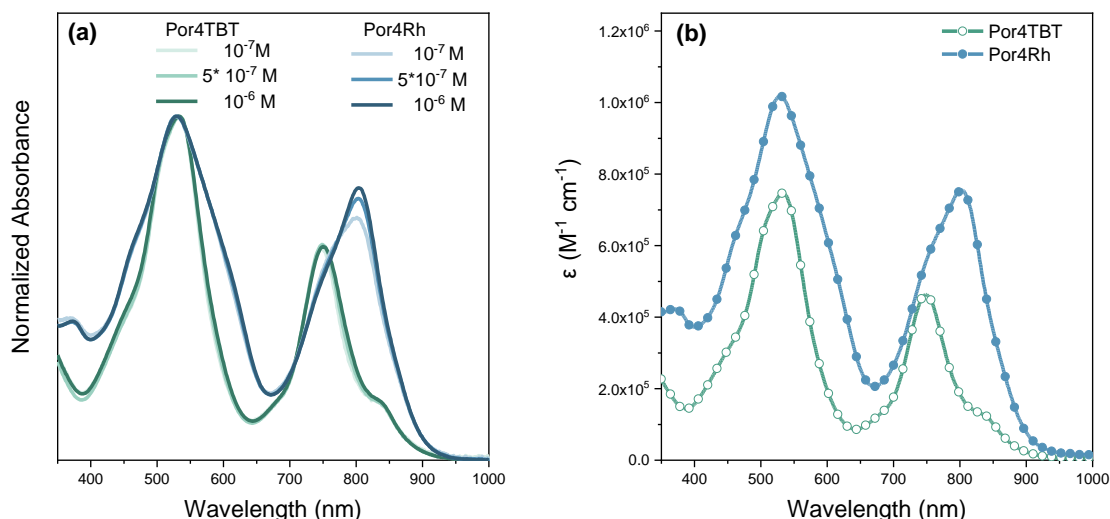 (a)
Por4TBT
10⁻⁷M
5* 10⁻⁷ M
10⁻⁶ M
Por4Rh
10⁻⁷ M
5*10⁻⁷ M
10⁻⁶ M
Normalized Absorbance
400 500 600 700 800 900 1000
Wavelength (nm)
(b)
Por4TBT
Por4Rh
ε (M⁻¹ cm⁻¹)
1.2x10⁶
1.0x10⁶
8.0x10⁵
6.0x10⁵
4.0x10⁵
2.0x10⁵
0.0
400 500 600 700 800 900 1000
Wavelength (nm)